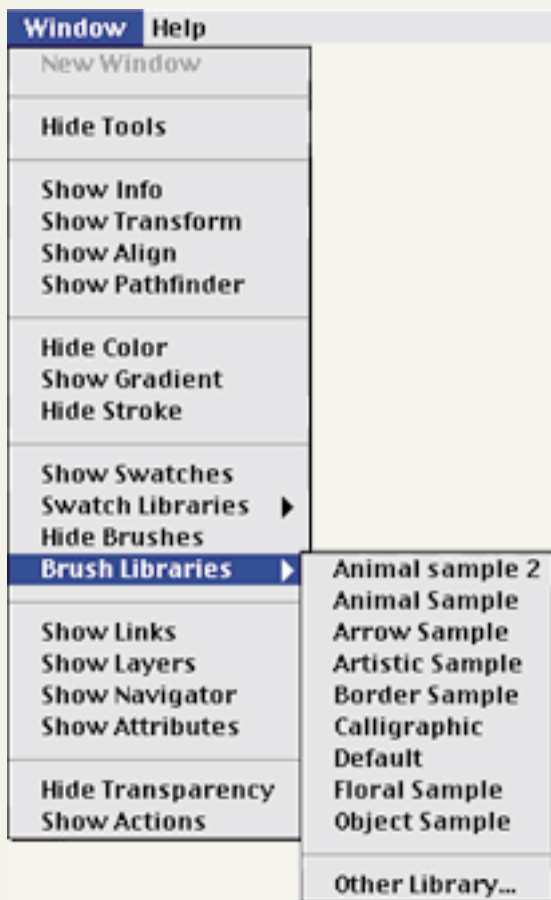 Window Help
New Window
Hide Tools
Show Info
Show Transform
Show Align
Show Pathfinder
Hide Color
Show Gradient
Hide Stroke
Show Swatches
Swatch Libraries
Hide Brushes
Brush Libraries
Show Links
Show Layers
Show Navigator
Show Attributes
Hide Transparency
Show Actions
Animal sample 2
Animal Sample
Arrow Sample
Artistic Sample
Border Sample
Calligraphic
Default
Floral Sample
Object Sample
Other Library...